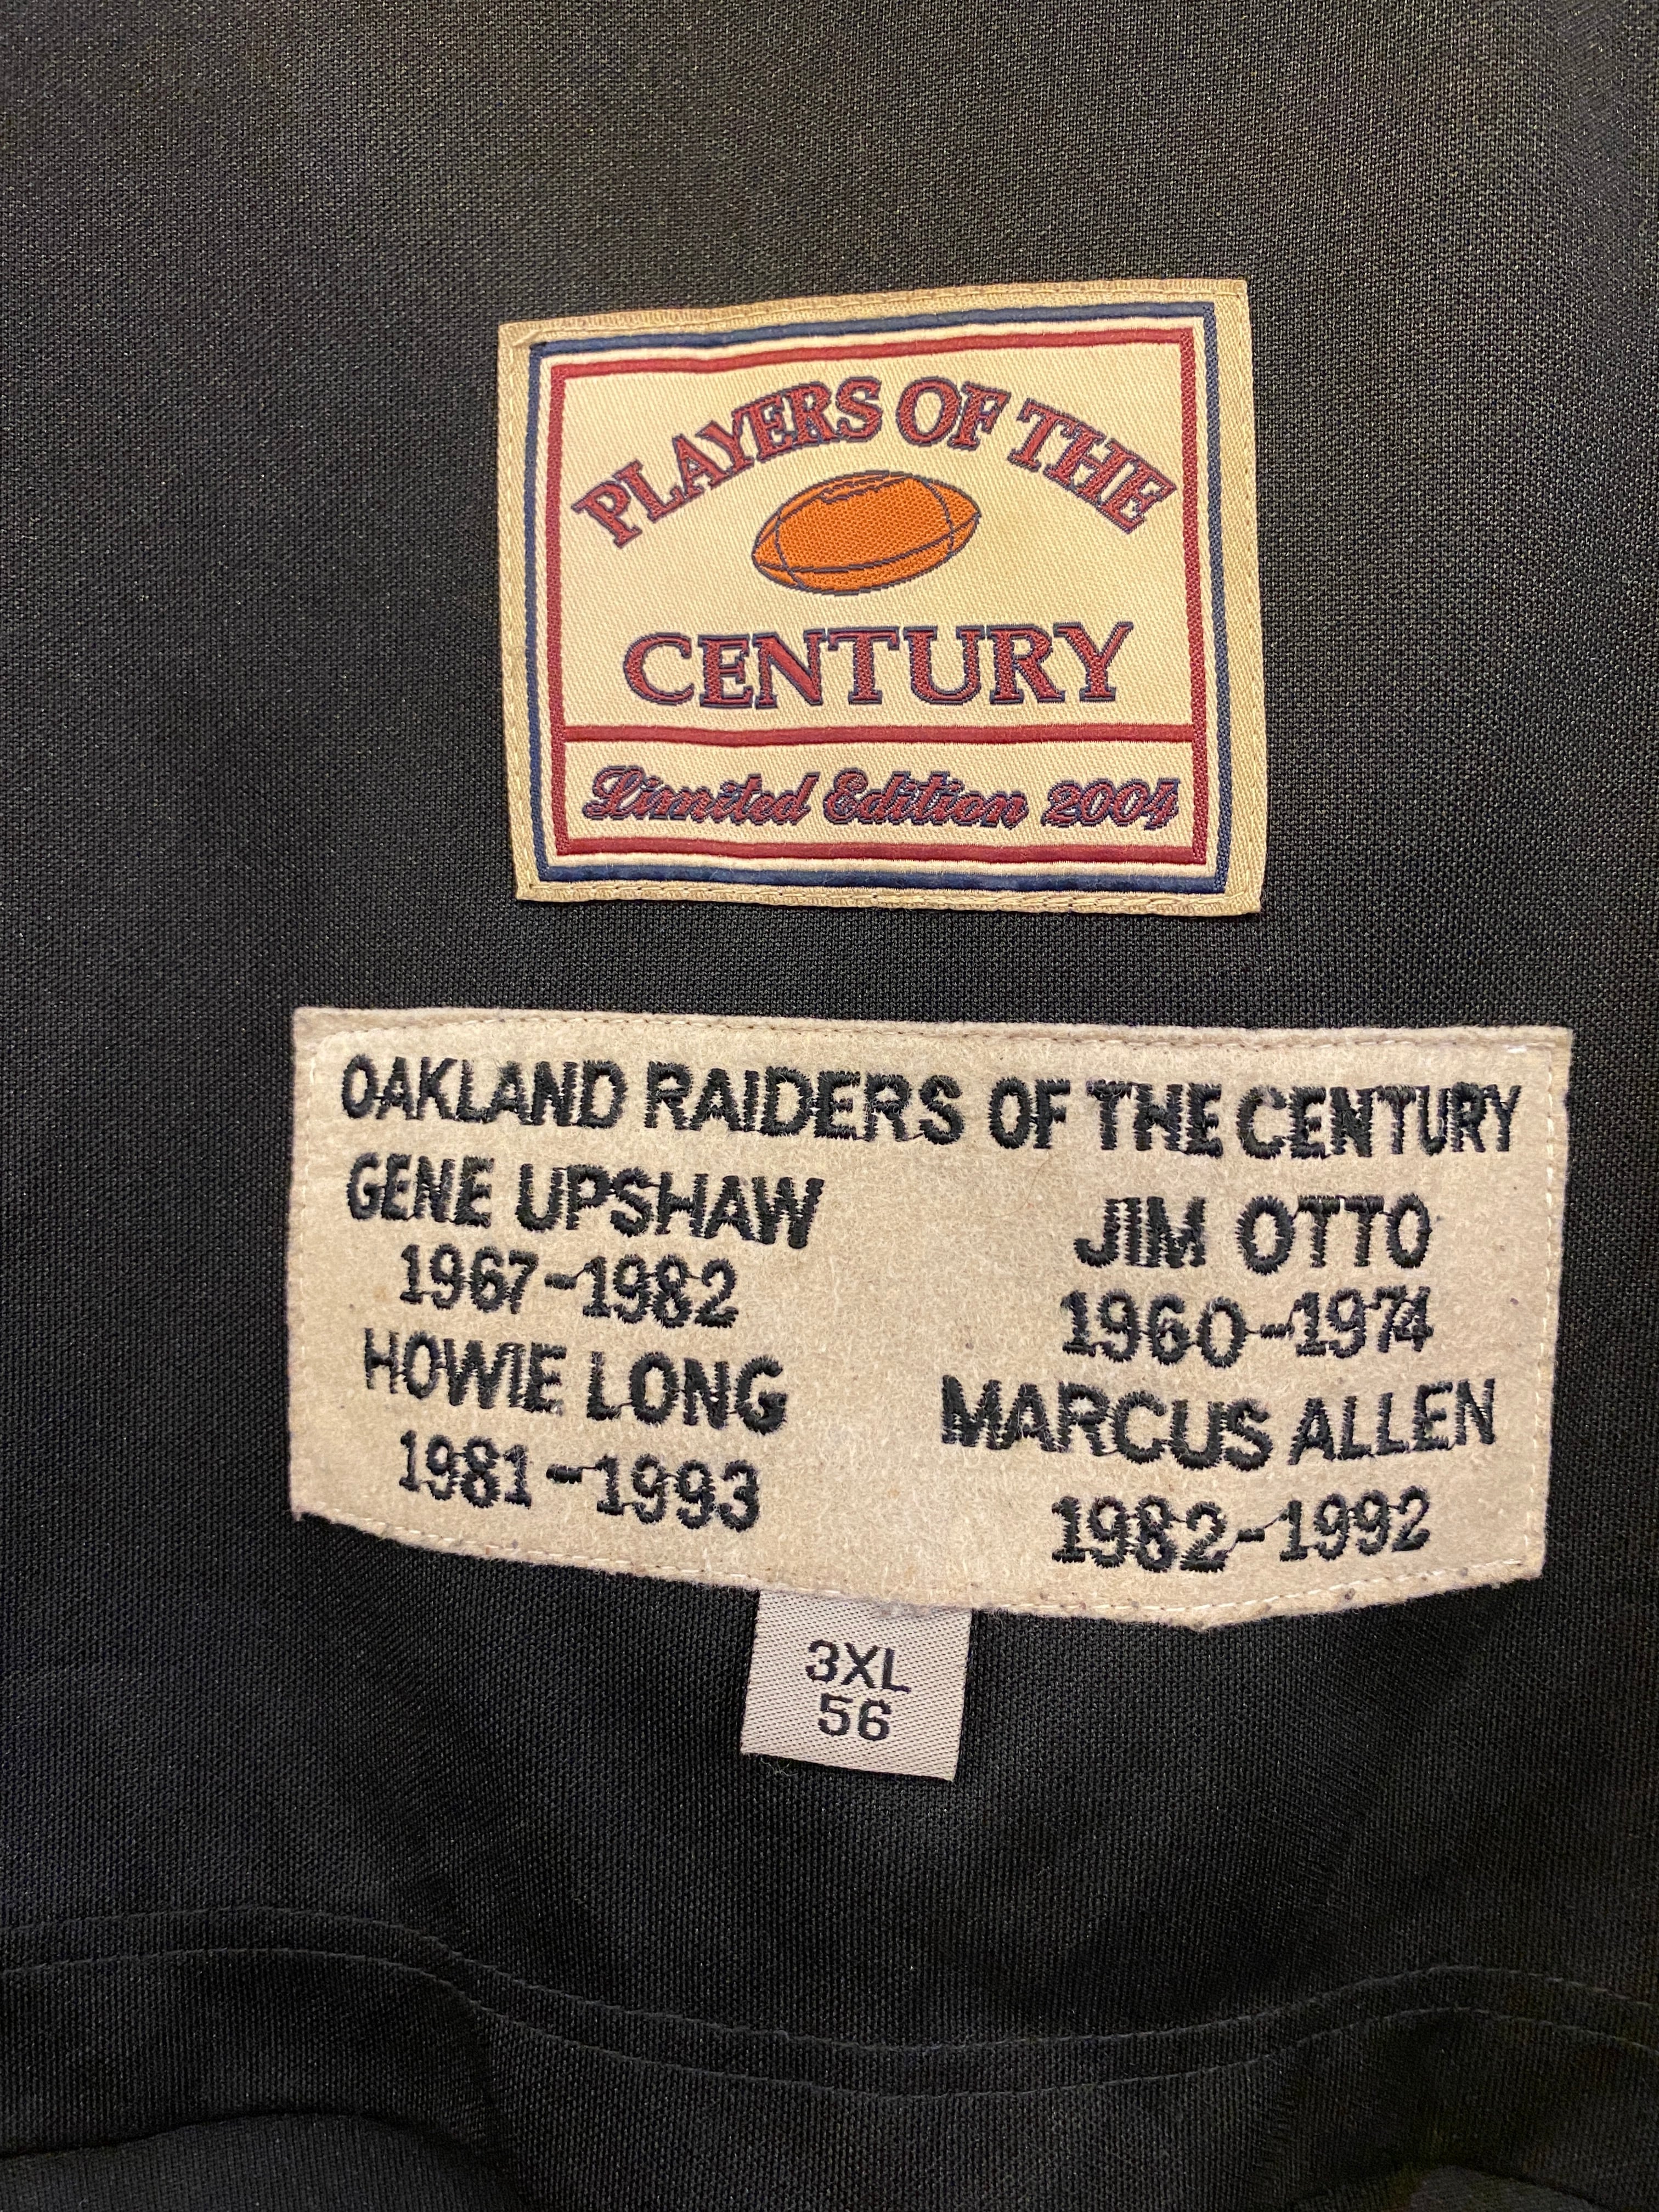 PLAYERS OF THE
CENTURY
Limited Edition 2004
OAKLAND RAIDERS OF THE CENTURY
GENE UPSHAW
1967-1982
HOWIE LONG
1981-1993
JIM OTTO
1960-1974
MARCUS ALLEN
1982-1992
3XL
56